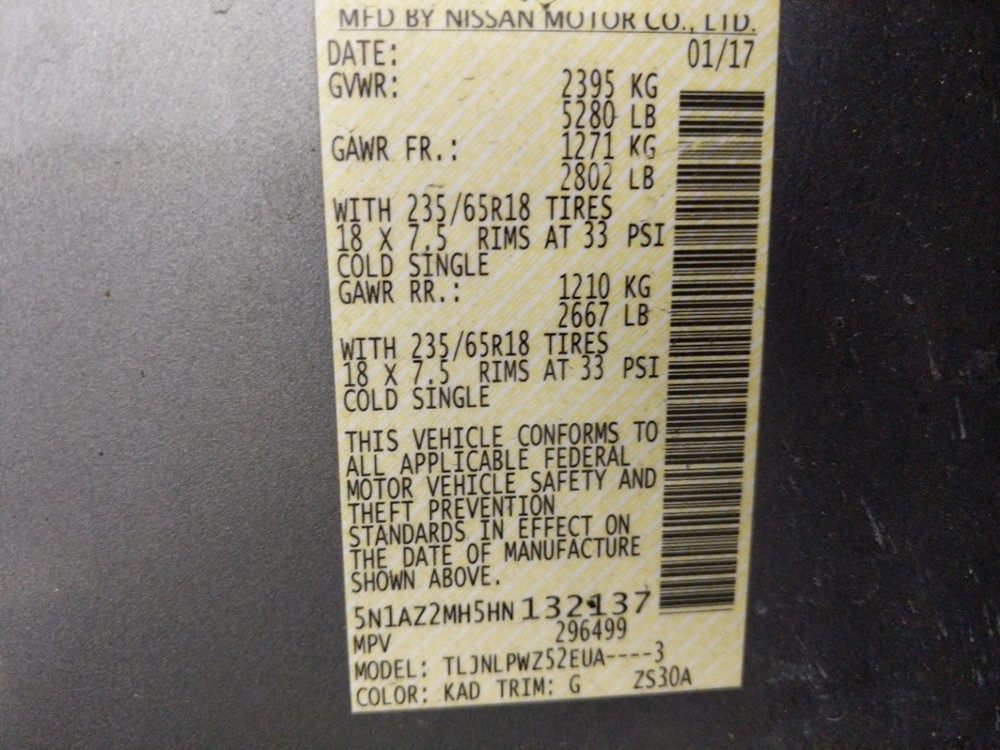 MFD BY NISSAN MOTOR CO., LTD.
DATE: 01/17
GVWR: 2395 KG
5280 LB
GAWR FR.: 1271 KG
2802 LB
WITH 235/65R18 TIRES
18 X 7.5 RIMS AT 33 PSI
COLD SINGLE
GAWR RR.: 1210 KG
2667 LB
WITH 235/65R18 TIRES
18 X 7.5 RIMS AT 33 PSI
COLD SINGLE
THIS VEHICLE CONFORMS TO
ALL APPLICABLE FEDERAL
MOTOR VEHICLE SAFETY AND
THEFT PREVENTION
STANDARDS IN EFFECT ON
THE DATE OF MANUFACTURE
SHOWN ABOVE.
5N1AZ2MH5HN132137
MPV 296499
MODEL: TLJNLPWZ52EUA----3
COLOR: KAD TRIM: G ZS30A